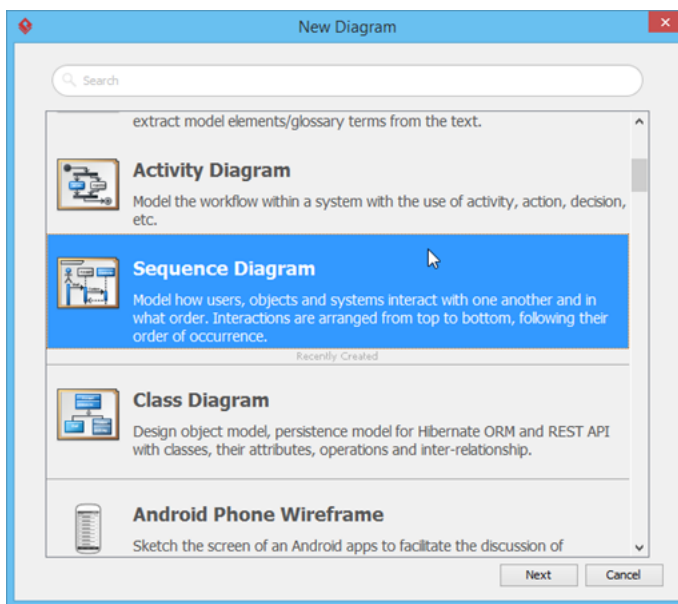 New Diagram
Search
extract model elements/glossary terms from the text.
Activity Diagram
Model the workflow within a system with the use of activity, action, decision,
etc.
Sequence Diagram
Model how users, objects and systems interact with one another and in
what order. Interactions are arranged from top to bottom, following their
order of occurrence.
Recently Created
Class Diagram
Design object model, persistence model for Hibernate ORM and REST API
with classes, their attributes, operations and inter-relationship.
Android Phone Wireframe
Sketch the screen of an Android apps to facilitate the discussion of
Next
Cancel